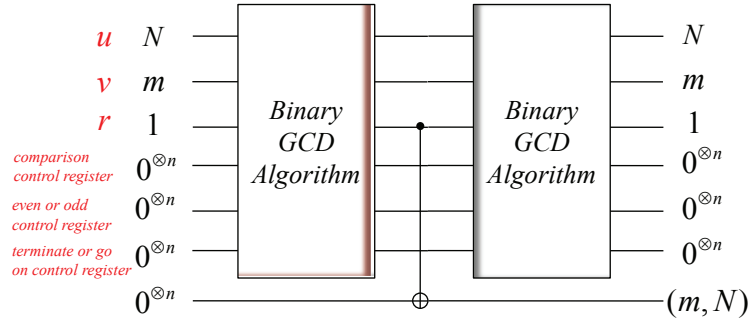 u N N
v m m
r 1 1
Binary
GCD
Algorithm
Binary
GCD
Algorithm
comparison
control register
0⊗n 0⊗n
even or odd
control register
0⊗n 0⊗n
terminate or go
on control register
0⊗n 0⊗n
0⊗n (m, N)